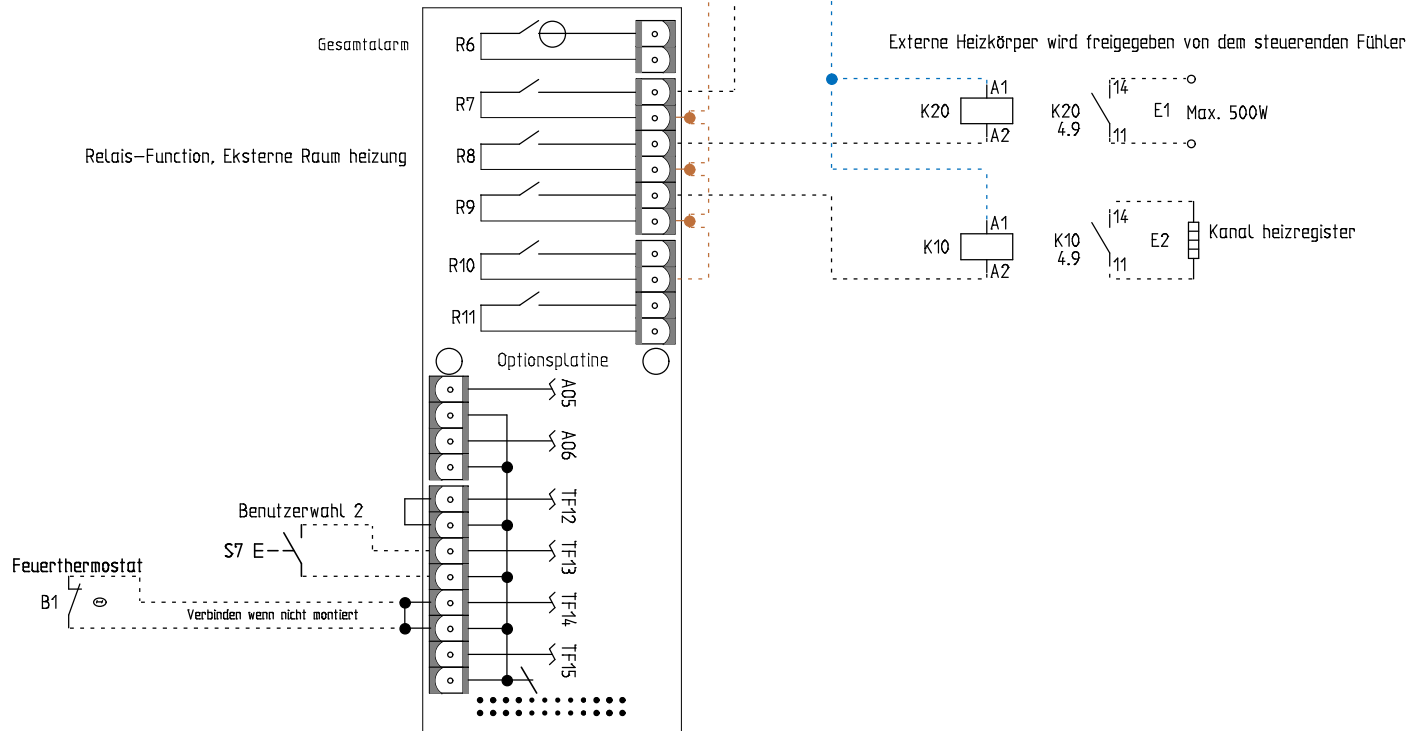 Gesamtalarm
R6
Externe Heizkörper wird freigegeben von dem steuerenden Fühler
R7
K20
A1
A2
K20
4.9
14
11
E1
Max. 500W
Relais-Function, Eksterne Raum heizung
R8
R9
K10
A1
A2
K10
4.9
14
11
E2
Kanal heizregister
R10
R11
Optionsplatine
A05
A06
TF12
Benutzerwahl 2
S7 E
TF13
Feuerthermostat
B1
Verbinden wenn nicht montiert
TF14
TF15